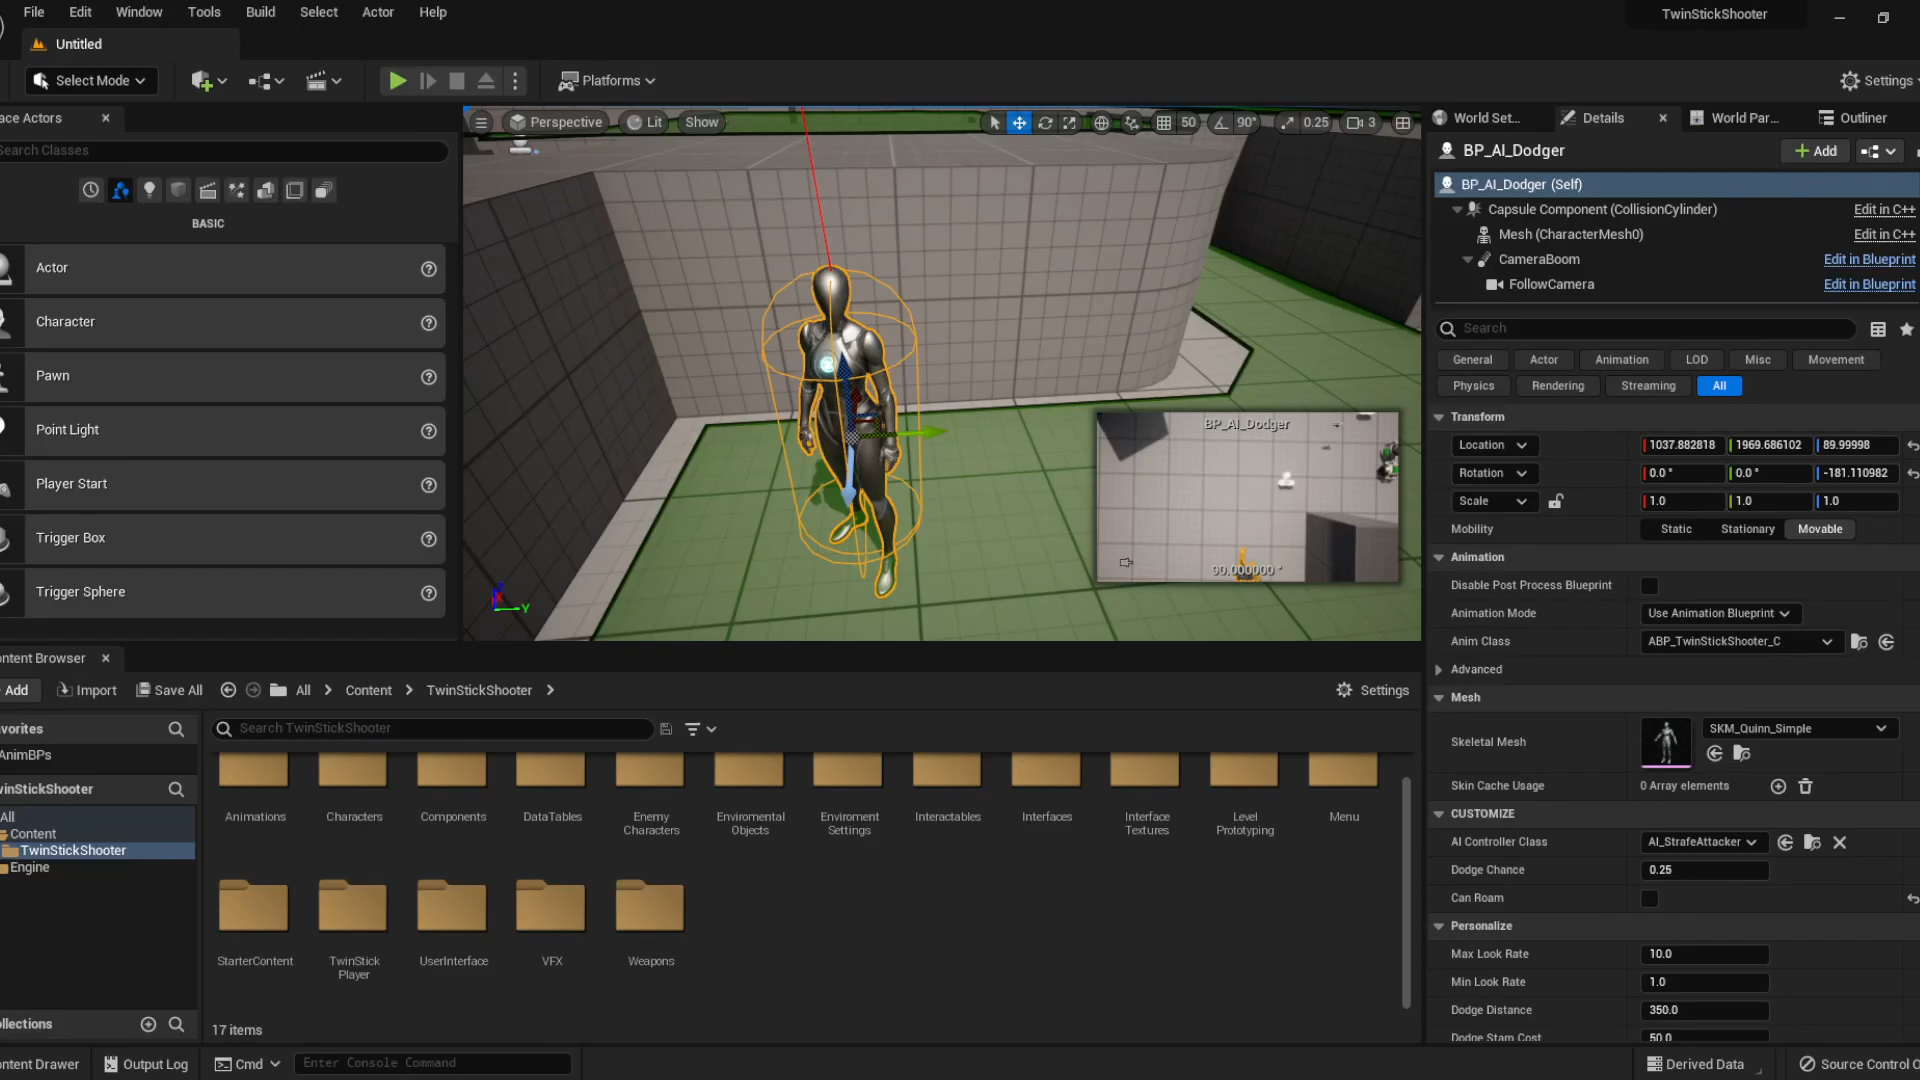 File Edit Window Tools Build Select Actor Help
TwinStickShooter
Untitled
Select Mode
Platforms
Settings
ace Actors
Search Classes
BASIC
Actor
Character
Pawn
Point Light
Player Start
Trigger Box
Trigger Sphere
Perspective Lit Show
50 90° 0.25 3
BP_AI_Dodger
90.000000 °
Y
World Set... Details World Par... Outliner
BP_AI_Dodger
Add
BP_AI_Dodger (Self)
Capsule Component (CollisionCylinder) Edit in C++
Mesh (CharacterMesh0) Edit in C++
CameraBoom Edit in Blueprint
FollowCamera Edit in Blueprint
Search
General Actor Animation LOD Misc Movement
Physics Rendering Streaming All
Transform
Location 1037.882818 1969.686102 89.99998
Rotation 0.0 ° 0.0 ° -181.110982
Scale 1.0 1.0 1.0
Mobility Static Stationary Movable
Animation
Disable Post Process Blueprint
Animation Mode Use Animation Blueprint
Anim Class ABP_TwinStickShooter_C
Advanced
Mesh
Skeletal Mesh SKM_Quinn_Simple
Skin Cache Usage 0 Array elements
CUSTOMIZE
AI Controller Class AI_StrafeAttacker
Dodge Chance 0.25
Can Roam
Personalize
Max Look Rate 10.0
Min Look Rate 1.0
Dodge Distance 350.0
Dodge Stam Cost 50.0
ontent Browser
Add Import Save All All Content TwinStickShooter Settings
avorites
AnimBPs
winStickShooter
All
Content
TwinStickShooter
Engine
ollections
Search TwinStickShooter
Animations Characters Components DataTables Enemy Characters Enviromental Objects Enviroment Settings Interactables Interfaces Interface Textures Level Prototyping Menu
StarterContent TwinStick Player UserInterface VFX Weapons
17 items
ontent Drawer Output Log Cmd Enter Console Command Derived Data Source Control O